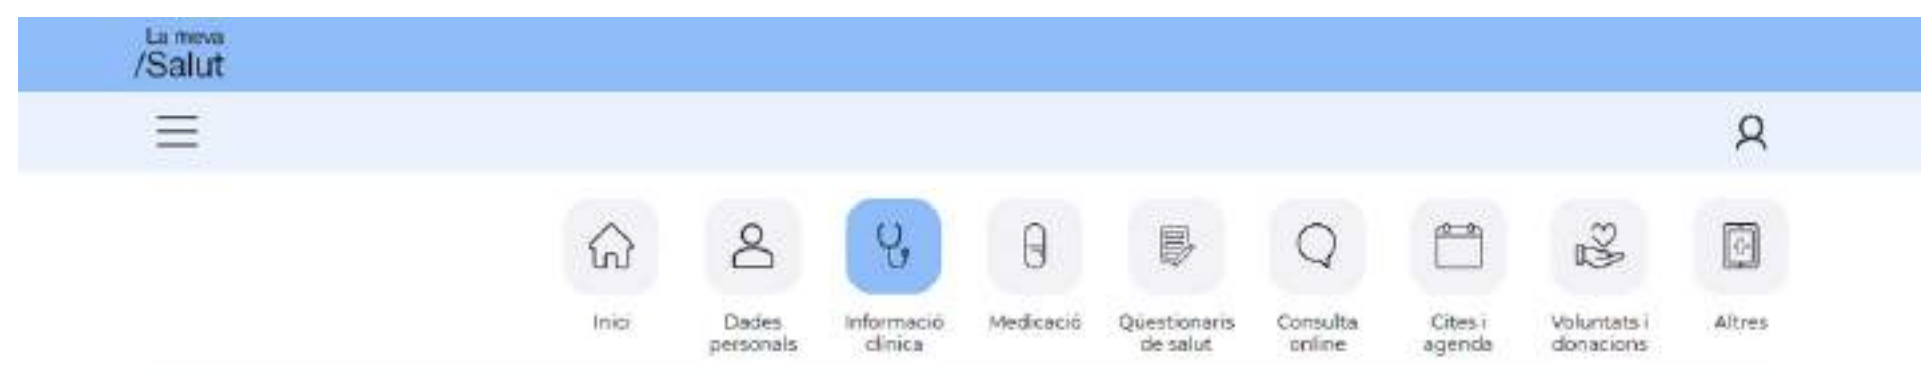 La meva
/Salut
Inici
Dades
personals
Informació
clínica
Medicació
Qüestionaris
de salut
Consulta
online
Cites i
agenda
Voluntats i
donacions
Altres